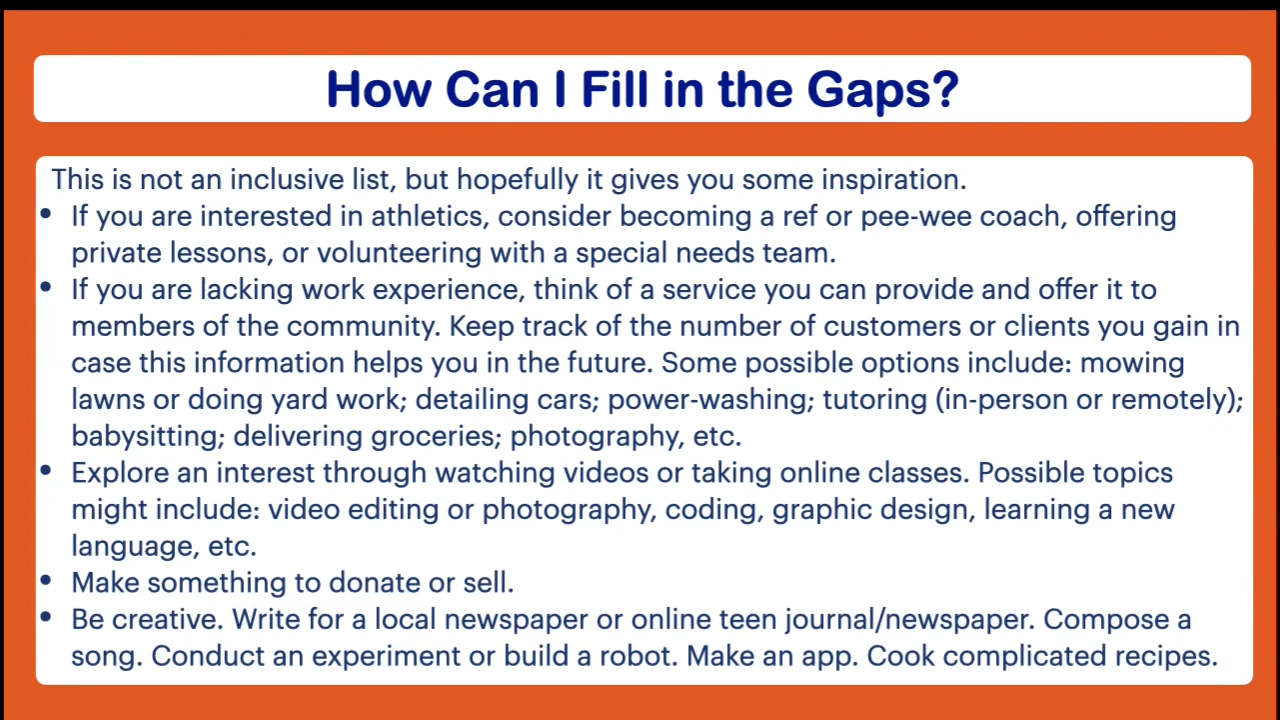 How Can I Fill in the Gaps?
This is not an inclusive list, but hopefully it gives you some inspiration.
• If you are interested in athletics, consider becoming a ref or pee-wee coach, offering
private lessons, or volunteering with a special needs team.
• If you are lacking work experience, think of a service you can provide and offer it to
members of the community. Keep track of the number of customers or clients you gain in
case this information helps you in the future. Some possible options include: mowing
lawns or doing yard work; detailing cars; power-washing; tutoring (in-person or remotely);
babysitting; delivering groceries; photography, etc.
• Explore an interest through watching videos or taking online classes. Possible topics
might include: video editing or photography, coding, graphic design, learning a new
language, etc.
• Make something to donate or sell.
• Be creative. Write for a local newspaper or online teen journal/newspaper. Compose a
song. Conduct an experiment or build a robot. Make an app. Cook complicated recipes.